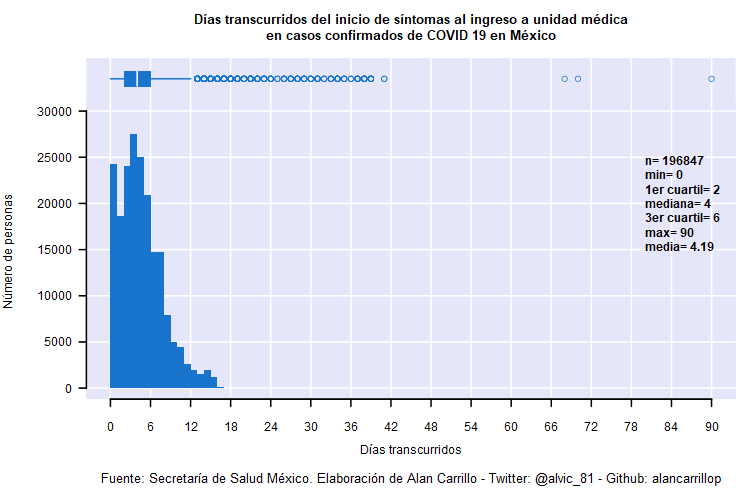 Días transcurridos del inicio de síntomas al ingreso a unidad médica
en casos confirmados de COVID 19 en México
30000
25000
20000
15000
10000
5000
0
Número de personas
n= 196847
min= 0
1er cuartil= 2
mediana= 4
3er cuartil= 6
max= 90
media= 4.19
0 6 12 18 24 30 36 42 48 54 60 66 72 78 84 90
Días transcurridos
Fuente: Secretaría de Salud México. Elaboración de Alan Carrillo - Twitter: @alvic_81 - Github: alancarrillop